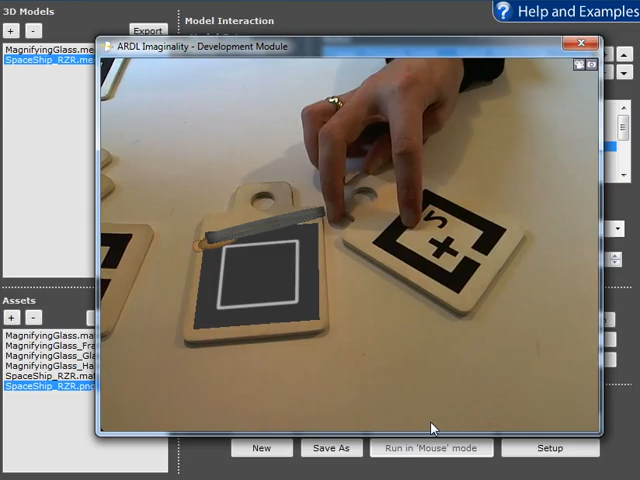 3D Models
Model Interaction
Help and Examples
+
-
Export
MagnifyingGlass.me
SpaceShip_RZR.me
ARDL Imaginality - Development Module
S
+
Assets
+
-
MagnifyingGlass.ma
MagnifyingGlass_Fra
MagnifyingGlass_Gla
MagnifyingGlass_Ha
SpaceShip_RZR.mat
SpaceShip_RZR.png
New
Save As
Run in 'Mouse' mode
Setup